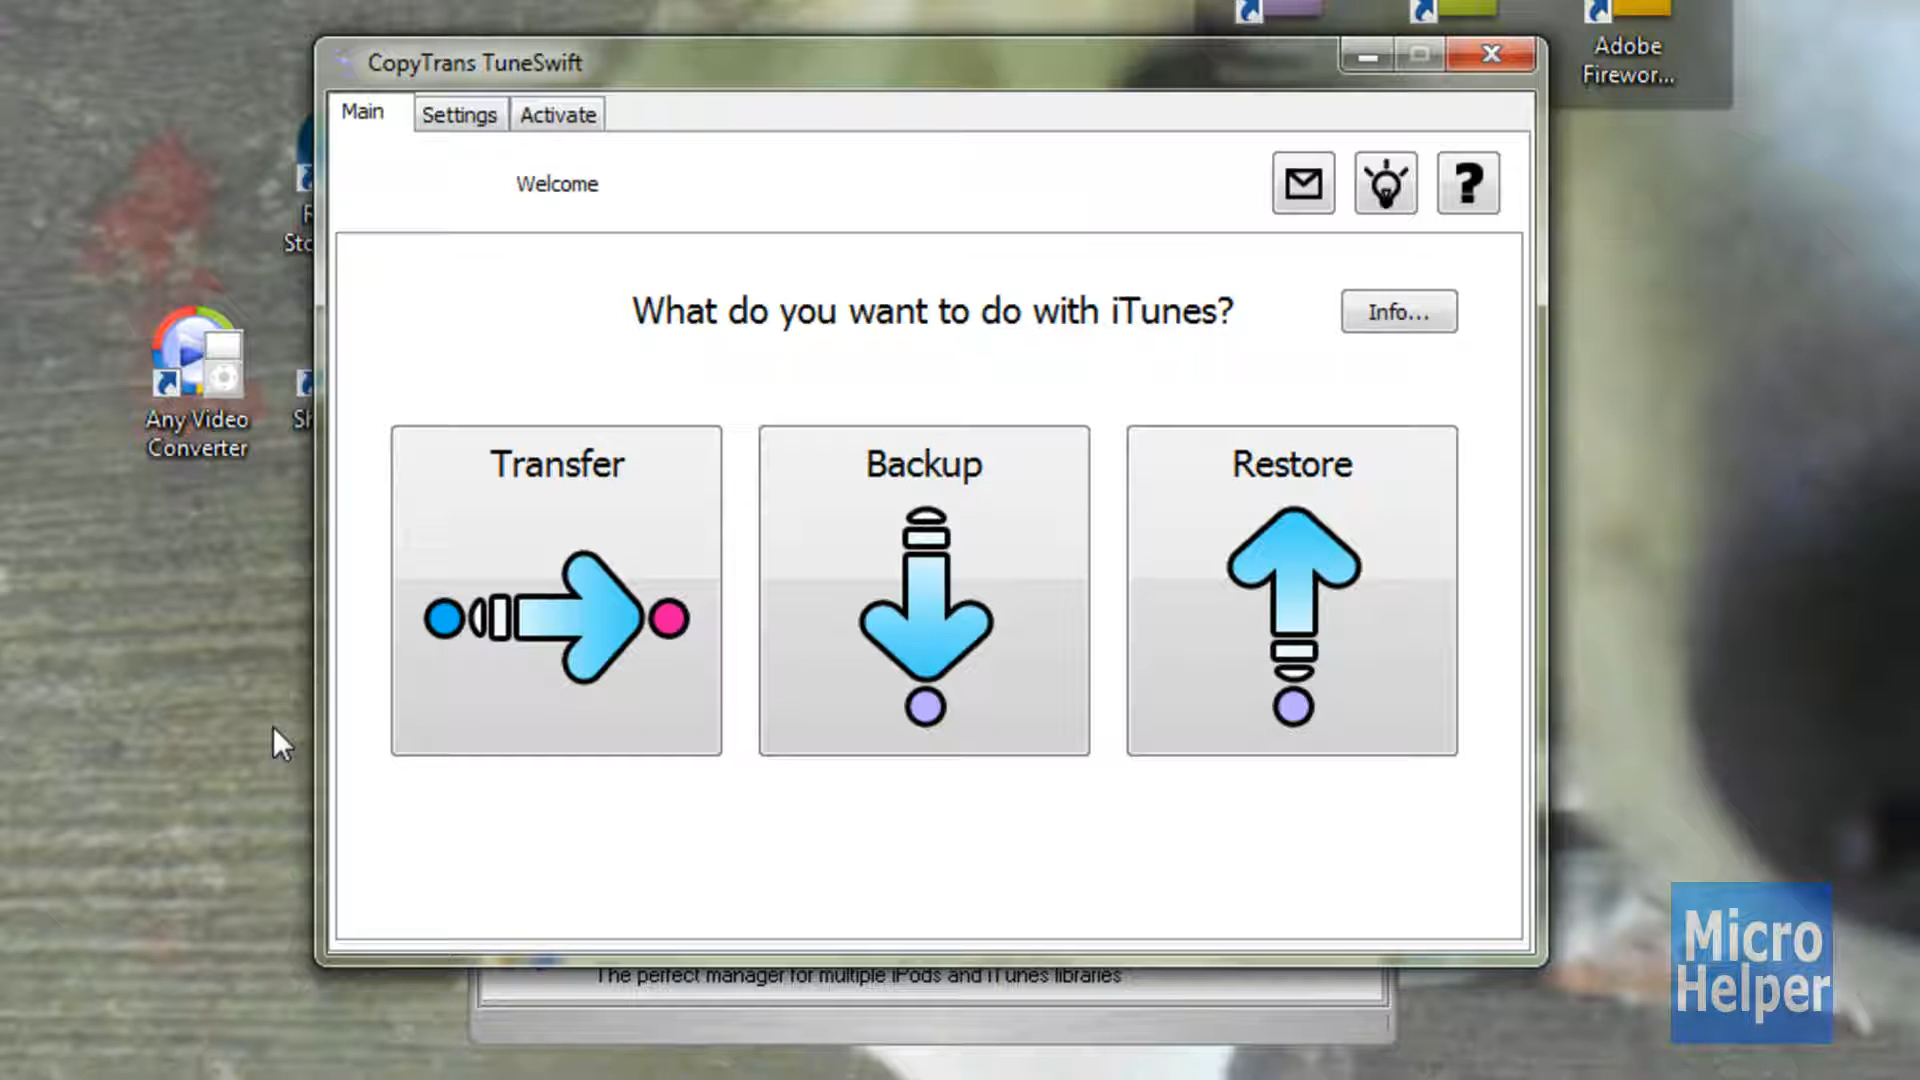 Adobe
Firewor...
CopyTrans TuneSwift
Main
Settings
Activate
Welcome
?
What do you want to do with iTunes?
Info...
Any Video
Converter
Transfer
Backup
Restore
The perfect manager for multiple iPods and iTunes libraries
Micro
Helper